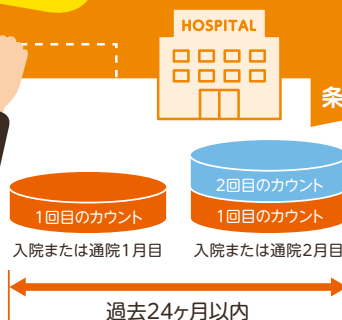 HOSPITAL
条
2回目のカウント
1回目のカウント
1回目のカウント
入院または通院1月目
入院または通院2月目
過去24ヶ月以内